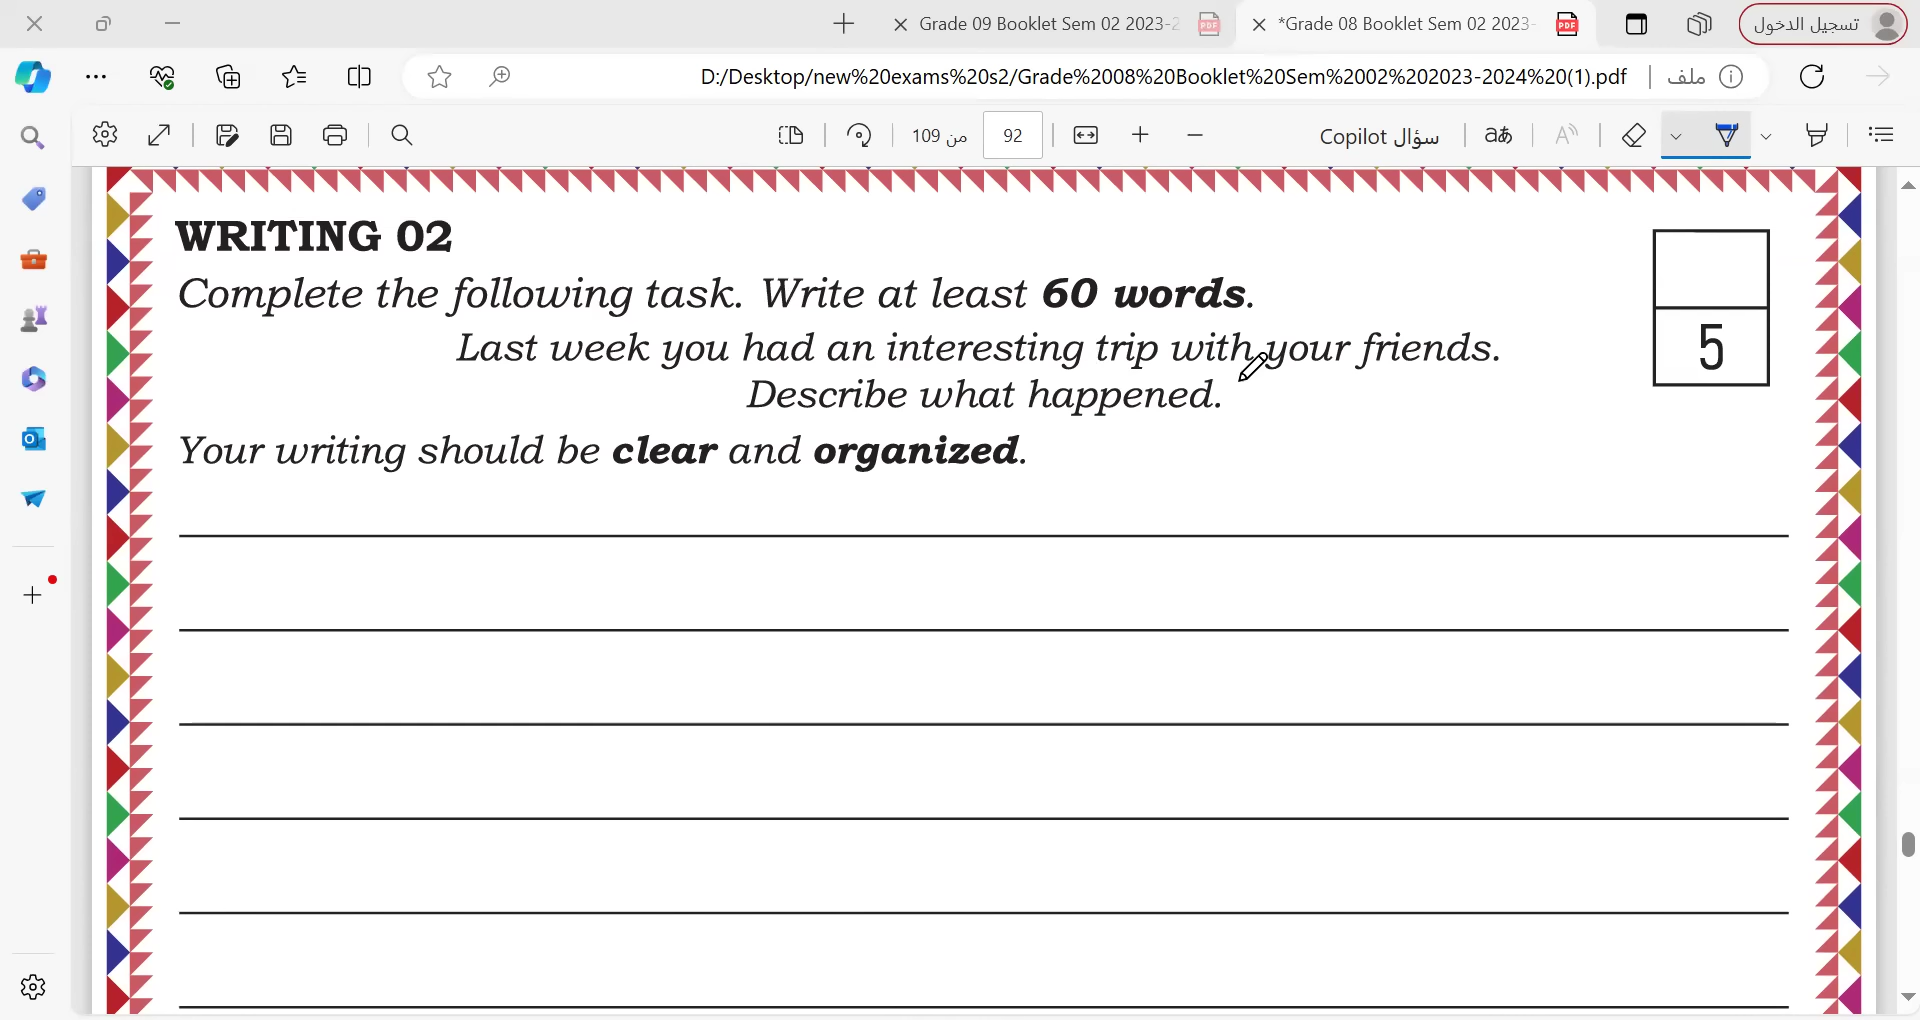 Grade 09 Booklet Sem 02 2023-2
*Grade 08 Booklet Sem 02 2023-
تسجيل الدخول
D:/Desktop/new%20exams%20s2/Grade%2008%20Booklet%20Sem%2002%202023-2024%20(1).pdf
ملف
109 من
92
سؤال Copilot
WRITING 02
Complete the following task. Write at least 60 words.
Last week you had an interesting trip with your friends.
Describe what happened.
5
Your writing should be clear and organized.